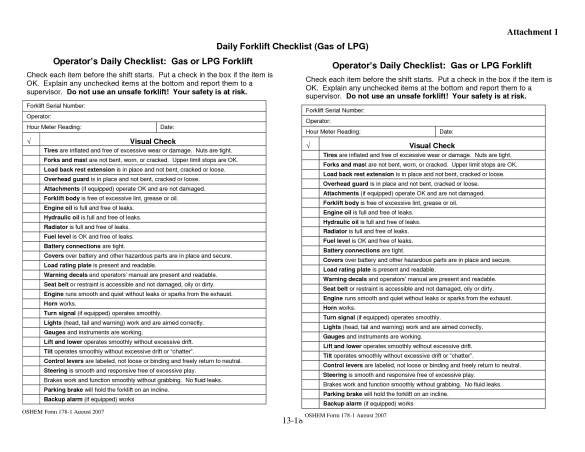 Attachment 1
Daily Forklift Checklist (Gas of LPG)
Operator's Daily Checklist: Gas or LPG Forklift
Check each item before the shift starts. Put a check in the box if the item is
OK. Explain any unchecked items at the bottom and report them to a
supervisor. Do not use an unsafe forklift! Your safety is at risk.
Forklift Serial Number:
Operator:
Hour Meter Reading: Date:
√ Visual Check
Tires are inflated and free of excessive wear or damage. Nuts are tight.
Forks and mast are not bent, worn, or cracked. Upper limit stops are OK.
Load back rest extension is in place and not bent, cracked or loose.
Overhead guard is in place and not bent, cracked or loose.
Attachments (if equipped) operate OK and are not damaged.
Forklift body is free of excessive lint, grease or oil.
Engine oil is full and free of leaks.
Hydraulic oil is full and free of leaks.
Radiator is full and free of leaks.
Fuel level is OK and free of leaks.
Battery connections are tight.
Covers over battery and other hazardous parts are in place and secure.
Load rating plate is present and readable.
Warning decals and operators' manual are present and readable.
Seat belt or restraint is accessible and not damaged, oily or dirty.
Engine runs smooth and quiet without leaks or sparks from the exhaust.
Horn works.
Turn signal (if equipped) operates smoothly.
Lights (head, tail and warning) work and are aimed correctly.
Gauges and instruments are working.
Lift and lower operates smoothly without excessive drift.
Tilt operates smoothly without excessive drift or "chatter".
Control levers are labeled, not loose or binding and freely return to neutral.
Steering is smooth and responsive free of excessive play.
Brakes work and function smoothly without grabbing. No fluid leaks.
Parking brake will hold the forklift on an incline.
Backup alarm (if equipped) works
OSHEM Form 178-1 August 2007
Operator's Daily Checklist: Gas or LPG Forklift
Check each item before the shift starts. Put a check in the box if the item is
OK. Explain any unchecked items at the bottom and report them to a
supervisor. Do not use an unsafe forklift! Your safety is at risk.
Forklift Serial Number:
Operator:
Hour Meter Reading: Date:
√ Visual Check
Tires are inflated and free of excessive wear or damage. Nuts are tight.
Forks and mast are not bent, worn, or cracked. Upper limit stops are OK.
Load back rest extension is in place and not bent, cracked or loose.
Overhead guard is in place and not bent, cracked or loose.
Attachments (if equipped) operate OK and are not damaged.
Forklift body is free of excessive lint, grease or oil.
Engine oil is full and free of leaks.
Hydraulic oil is full and free of leaks.
Radiator is full and free of leaks.
Fuel level is OK and free of leaks.
Battery connections are tight.
Covers over battery and other hazardous parts are in place and secure.
Load rating plate is present and readable.
Warning decals and operators' manual are present and readable.
Seat belt or restraint is accessible and not damaged, oily or dirty.
Engine runs smooth and quiet without leaks or sparks from the exhaust.
Horn works.
Turn signal (if equipped) operates smoothly.
Lights (head, tail and warning) work and are aimed correctly.
Gauges and instruments are working.
Lift and lower operates smoothly without excessive drift.
Tilt operates smoothly without excessive drift or "chatter".
Control levers are labeled, not loose or binding and freely return to neutral.
Steering is smooth and responsive free of excessive play.
Brakes work and function smoothly without grabbing. No fluid leaks.
Parking brake will hold the forklift on an incline.
Backup alarm (if equipped) works
OSHEM Form 178-1 August 2007